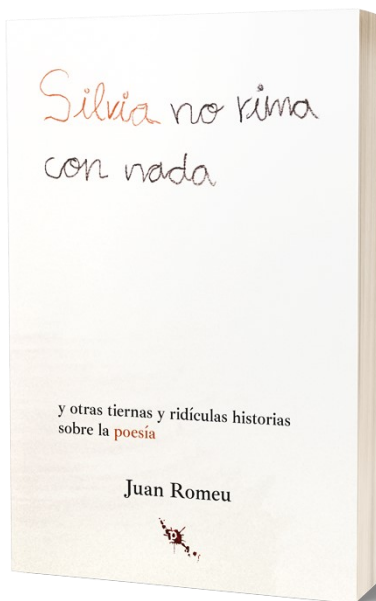 Silvia no rima
con nada
y otras tiernas y ridículas historias
sobre la poesía
Juan Romeu
p